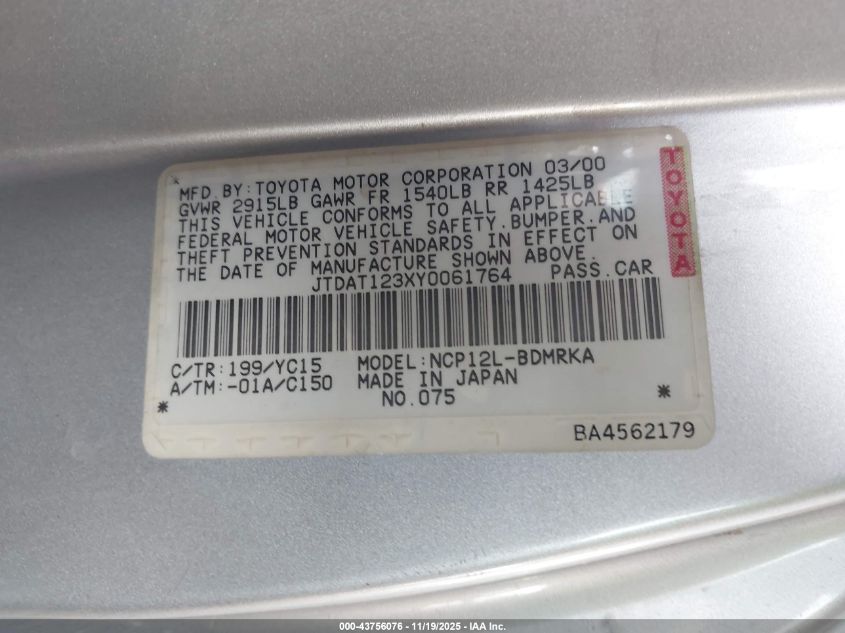 MFD. BY: TOYOTA MOTOR CORPORATION 03/00
GVWR 2915LB GAWR FR 1540LB RR 1425LB
THIS VEHICLE CONFORMS TO ALL APPLICABLE
FEDERAL MOTOR VEHICLE SAFETY, BUMPER, AND
THEFT PREVENTION STANDARDS IN EFFECT ON
THE DATE OF MANUFACTURE SHOWN ABOVE.
JTDAT123XY0061764 PASS. CAR
TOYOTA
C/TR: 199/YC15 MODEL: NCP12L-BDMRKA
A/TM: -01A/C150 MADE IN JAPAN
* NO. 075 *
BA4562179
000-43756076 - 11/19/2025 - IAA Inc.